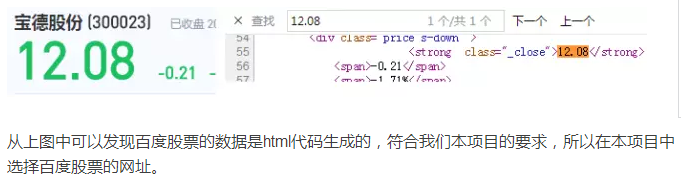 宝德股份 (300023) 已收盘 20
12.08 -0.21
查找 12.08 1 个/共 1 个 下一个 上一个
54 <div class="price s-down">
55 <strong class="_close">12.08</strong>
56 <span>-0.21</span>
57 <span>-1.71%</span>
从上图中可以发现百度股票的数据是html代码生成的，符合我们本项目的要求，所以在本项目中
选择百度股票的网址。